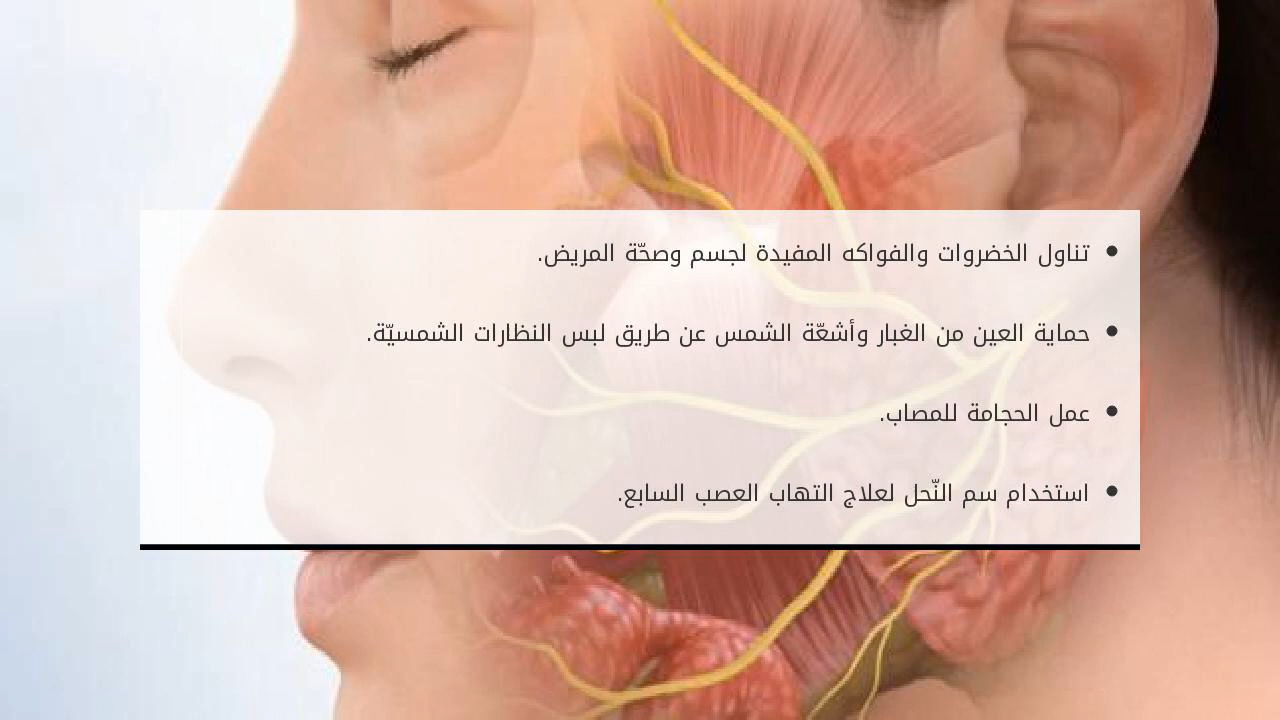 • تناول الخضروات والفواكه المفيدة لجسم وصحّة المريض.
• حماية العين من الغبار وأشعّة الشمس عن طريق لبس النظارات الشمسيّة.
• عمل الحجامة للمصاب.
• استخدام سم النّحل لعلاج التهاب العصب السابع.